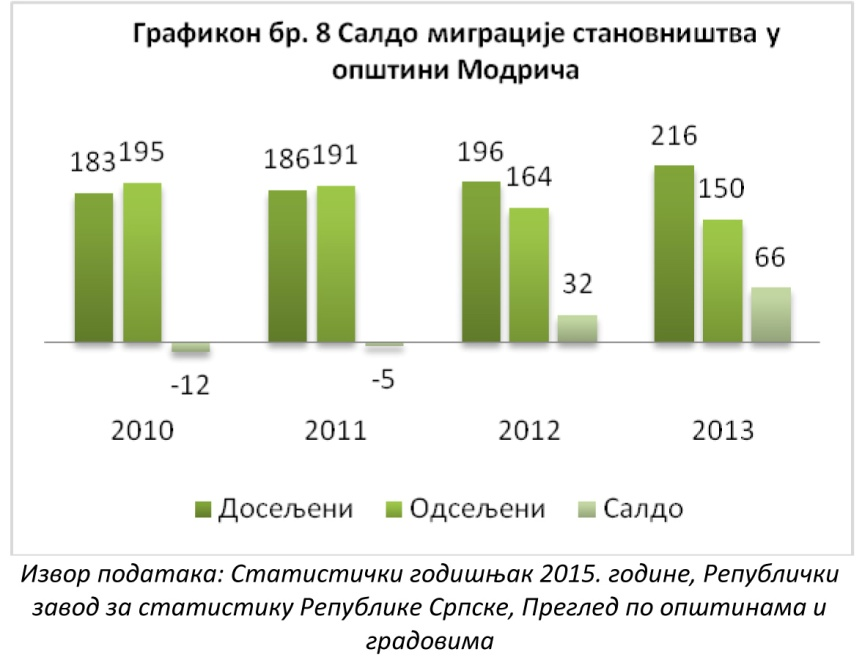 Графикон бр. 8 Салдо миграције становништва у
општини Модрича
183 195 186 191 196 164 32 216 150 66
-12 -5
2010 2011 2012 2013
Досељени Одсељени Салдо
Извор података: Статистички годишњак 2015. године, Републички
завод за статистику Републике Српске, Преглед по општинама и
градовима